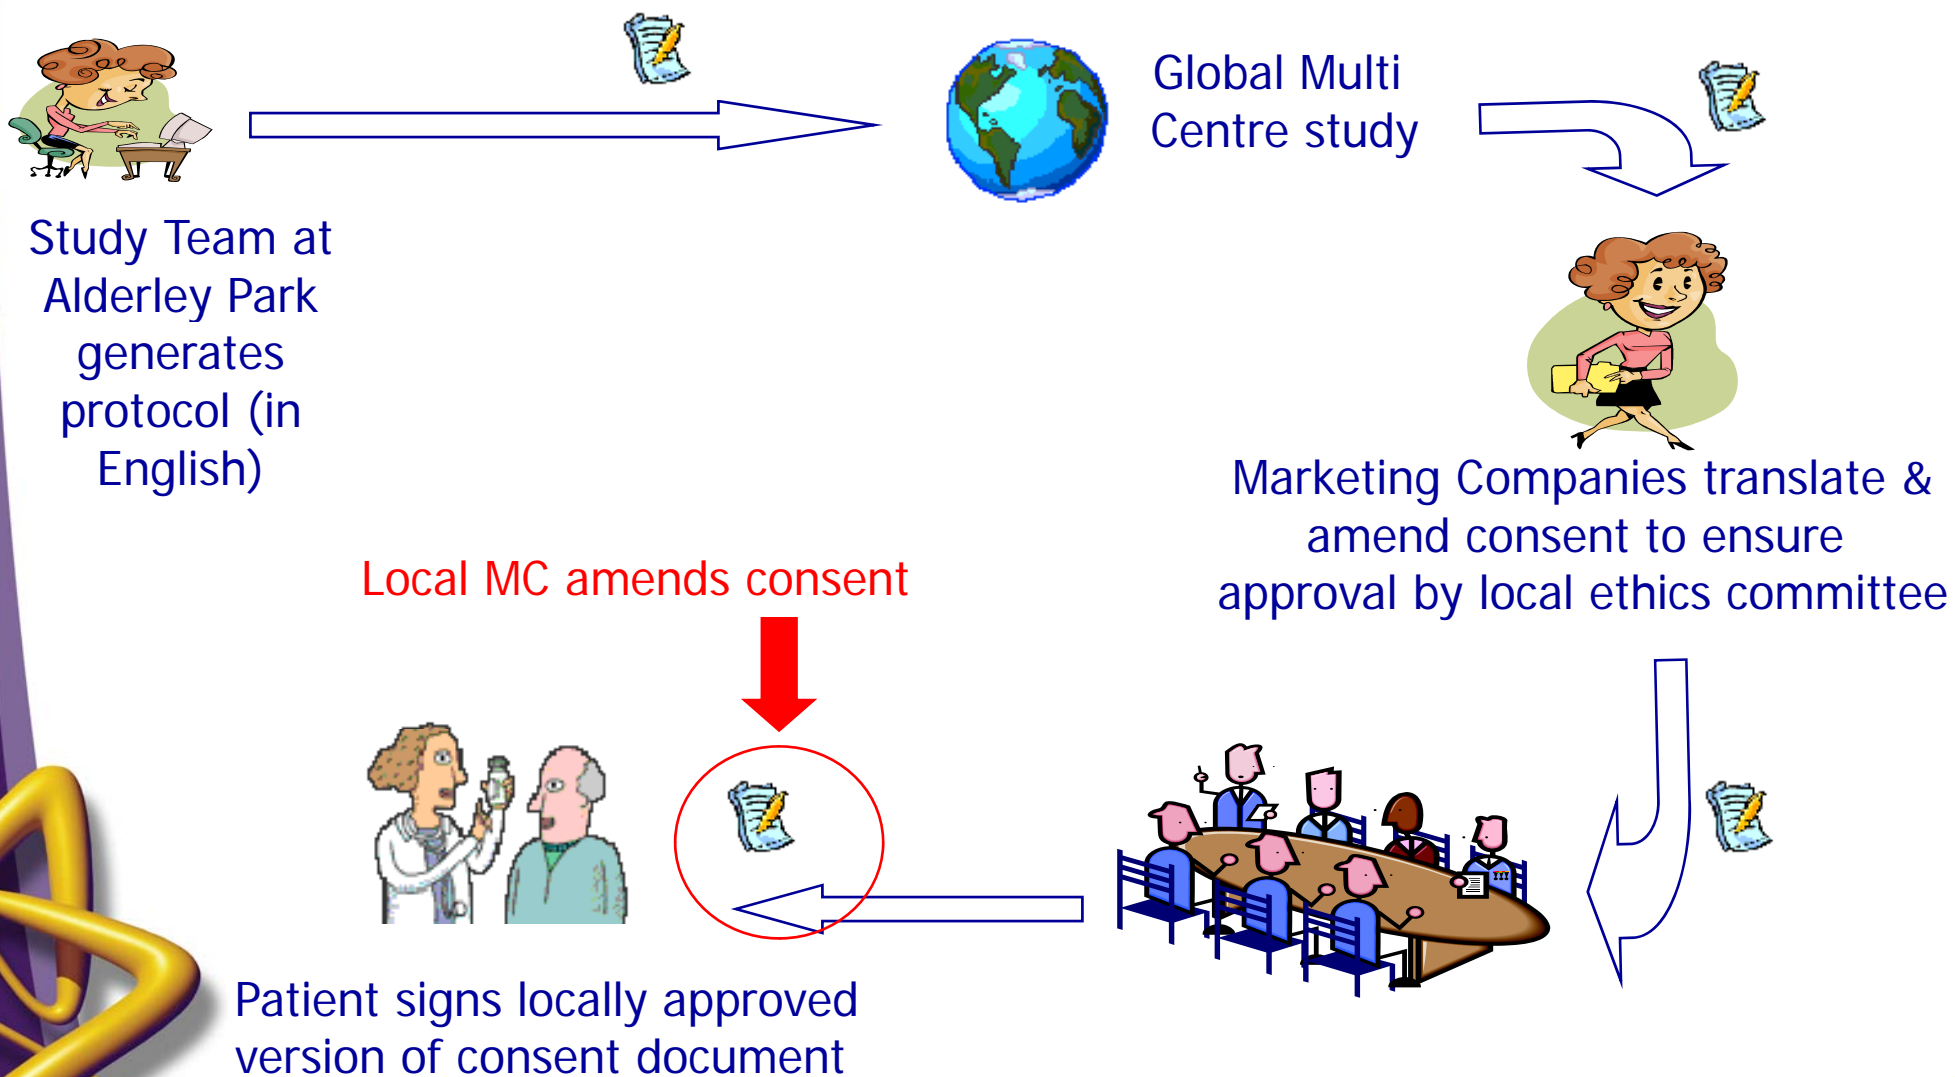 Global Multi
Centre study
Study Team at
Alderley Park
generates
protocol (in
English)
Marketing Companies translate &
amend consent to ensure
approval by local ethics committee
Local MC amends consent
Patient signs locally approved
version of consent document